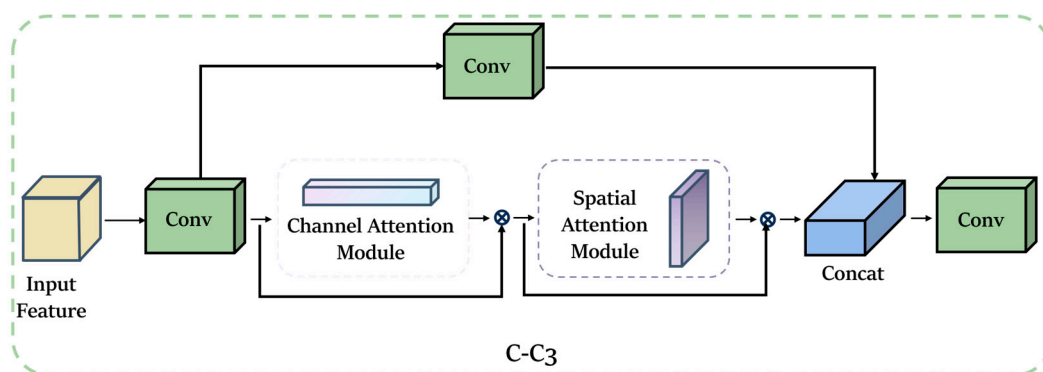 Conv
Input
Feature
Conv
Channel Attention
Module
Spatial
Attention
Module
Concat
Conv
C-C3